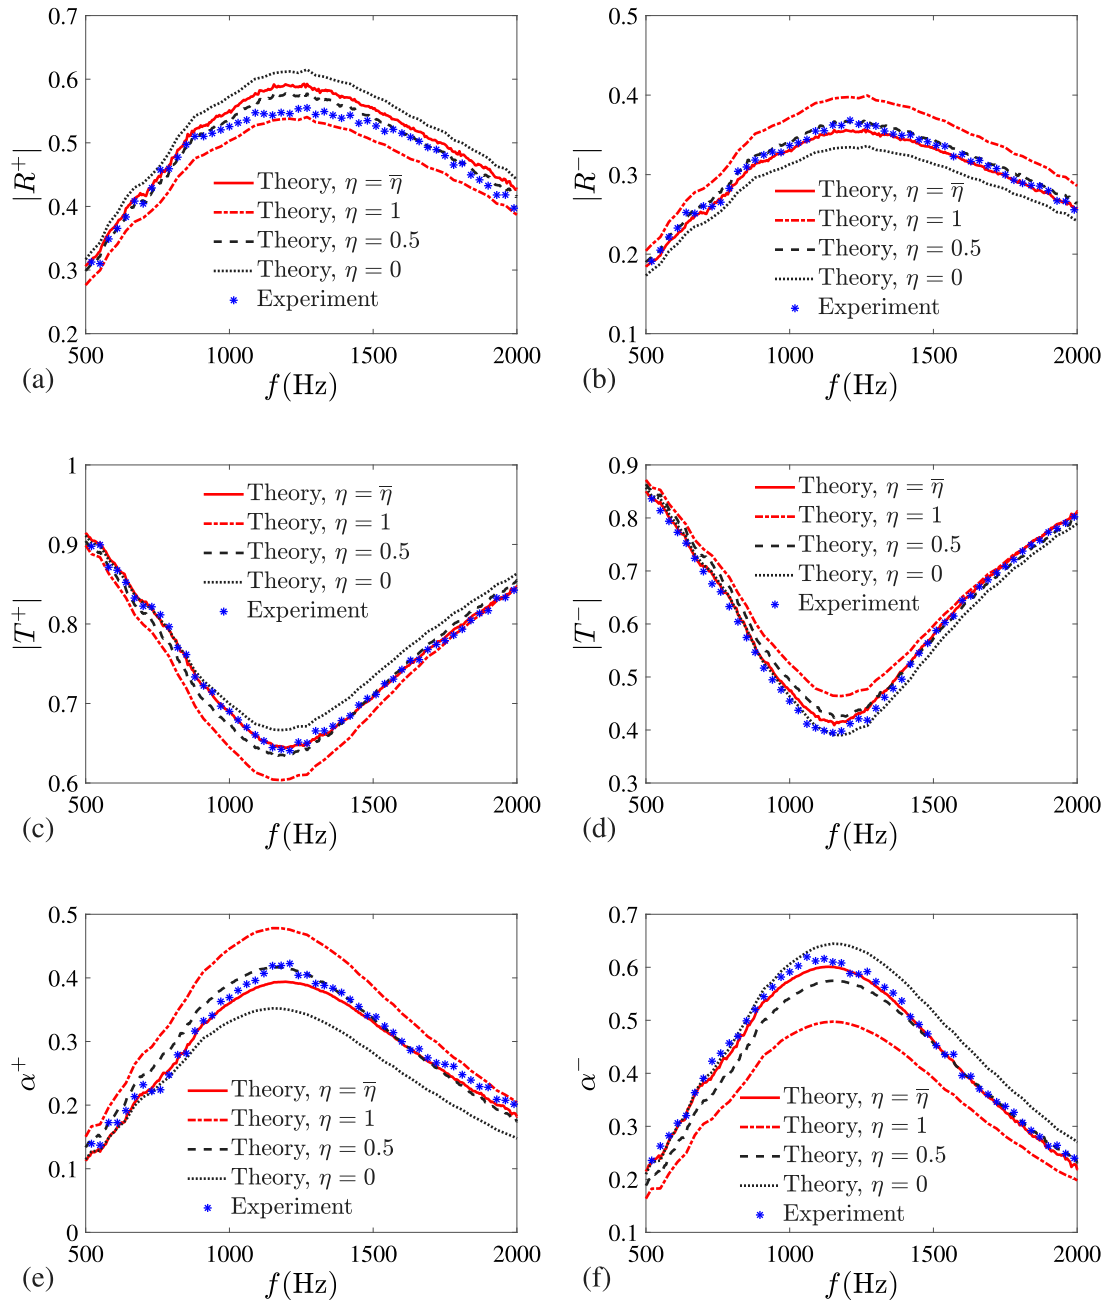 0.7
0.6
0.5
0.4
0.3
0.2
|R⁺|
Theory, η = η̅
Theory, η = 1
Theory, η = 0.5
Theory, η = 0
Experiment
500 1000 1500 2000
(a) f(Hz)
0.5
0.4
0.3
0.2
0.1
|R⁻|
Theory, η = η̅
Theory, η = 1
Theory, η = 0.5
Theory, η = 0
Experiment
500 1000 1500 2000
(b) f(Hz)
1
0.9
0.8
0.7
0.6
|T⁺|
Theory, η = η̅
Theory, η = 1
Theory, η = 0.5
Theory, η = 0
Experiment
500 1000 1500 2000
(c) f(Hz)
0.9
0.8
0.7
0.6
0.5
0.4
0.3
|T⁻|
Theory, η = η̅
Theory, η = 1
Theory, η = 0.5
Theory, η = 0
Experiment
500 1000 1500 2000
(d) f(Hz)
0.5
0.4
0.3
0.2
0.1
0
α⁺
Theory, η = η̅
Theory, η = 1
Theory, η = 0.5
Theory, η = 0
Experiment
500 1000 1500 2000
(e) f(Hz)
0.7
0.6
0.5
0.4
0.3
0.2
0.1
α⁻
Theory, η = η̅
Theory, η = 1
Theory, η = 0.5
Theory, η = 0
Experiment
500 1000 1500 2000
(f) f(Hz)